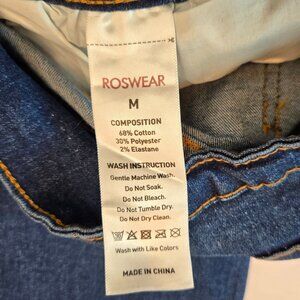 ROSWEAR
M
COMPOSITION
68% Cotton
30% Polyester
2% Elastane
WASH INSTRUCTION
Gentle Machine Wash.
Do Not Soak.
Do Not Bleach.
Do Not Tumble Dry.
Do Not Dry Clean.
Wash with Like Colors
MADE IN CHINA